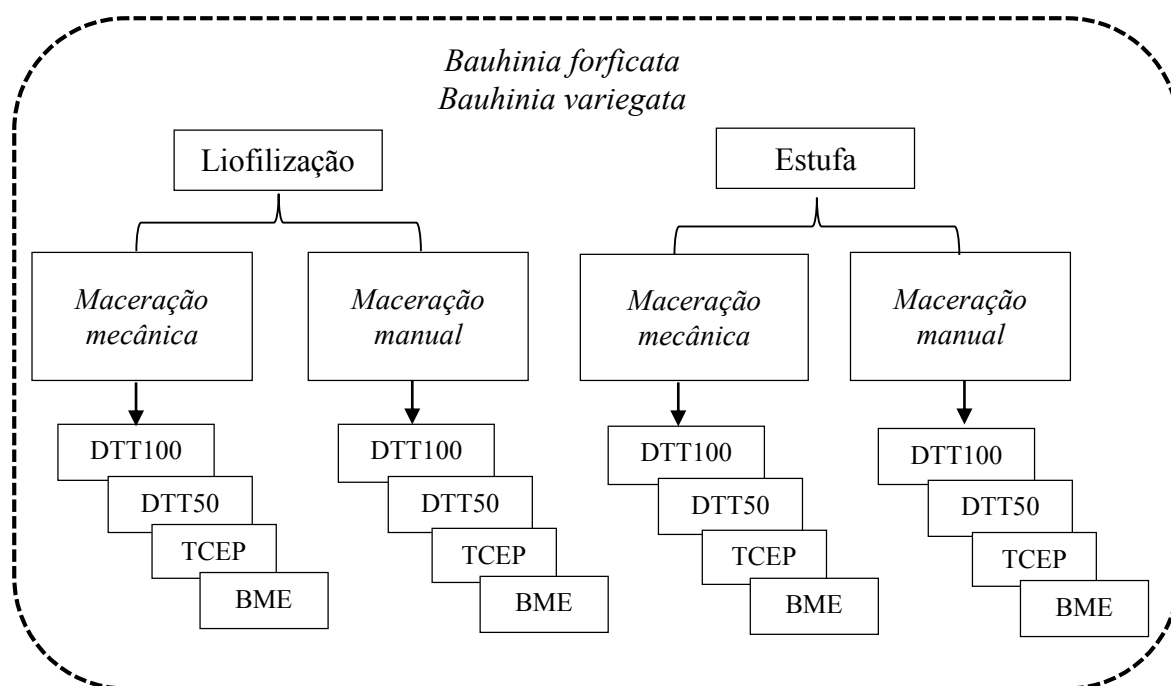 Bauhinia forficata
Bauhinia variegata
Liofilização
Estufa
Maceração
mecânica
Maceração
manual
Maceração
mecânica
Maceração
manual
DTT100
DTT50
TCEP
BME
DTT100
DTT50
TCEP
BME
DTT100
DTT50
TCEP
BME
DTT100
DTT50
TCEP
BME